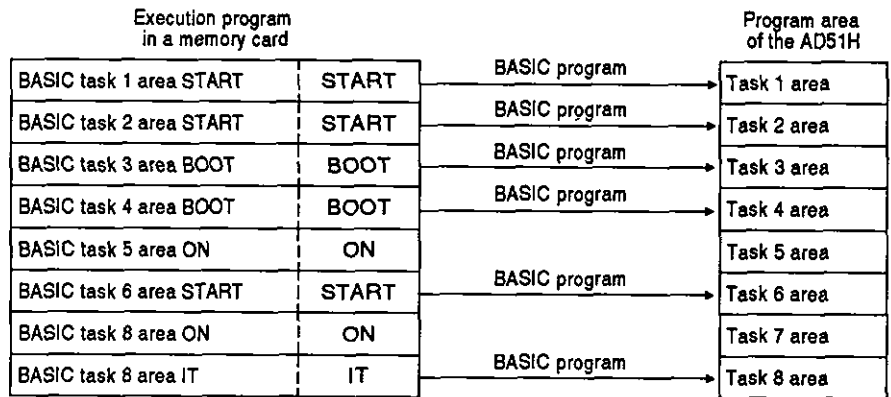 Execution program
in a memory card
Program area
of the AD51H
BASIC task 1 area START START BASIC program Task 1 area
BASIC task 2 area START START BASIC program Task 2 area
BASIC task 3 area BOOT BOOT BASIC program Task 3 area
BASIC task 4 area BOOT BOOT BASIC program Task 4 area
BASIC task 5 area ON ON Task 5 area
BASIC task 6 area START START BASIC program Task 6 area
BASIC task 8 area ON ON Task 7 area
BASIC task 8 area IT IT BASIC program Task 8 area